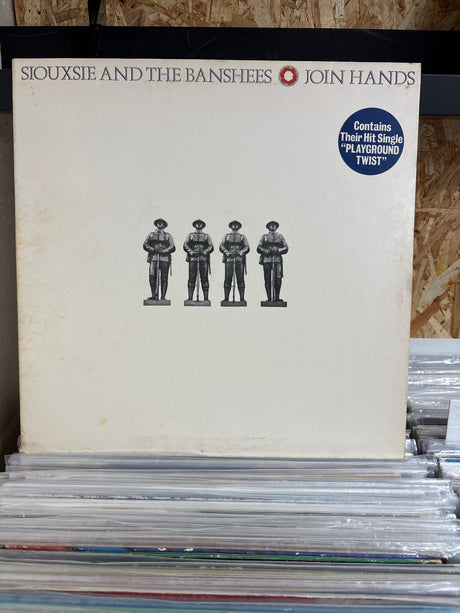 SIOUXSIE AND THE BANSHEES JOIN HANDS
Contains
Their Hit Single
"PLAYGROUND
TWIST"